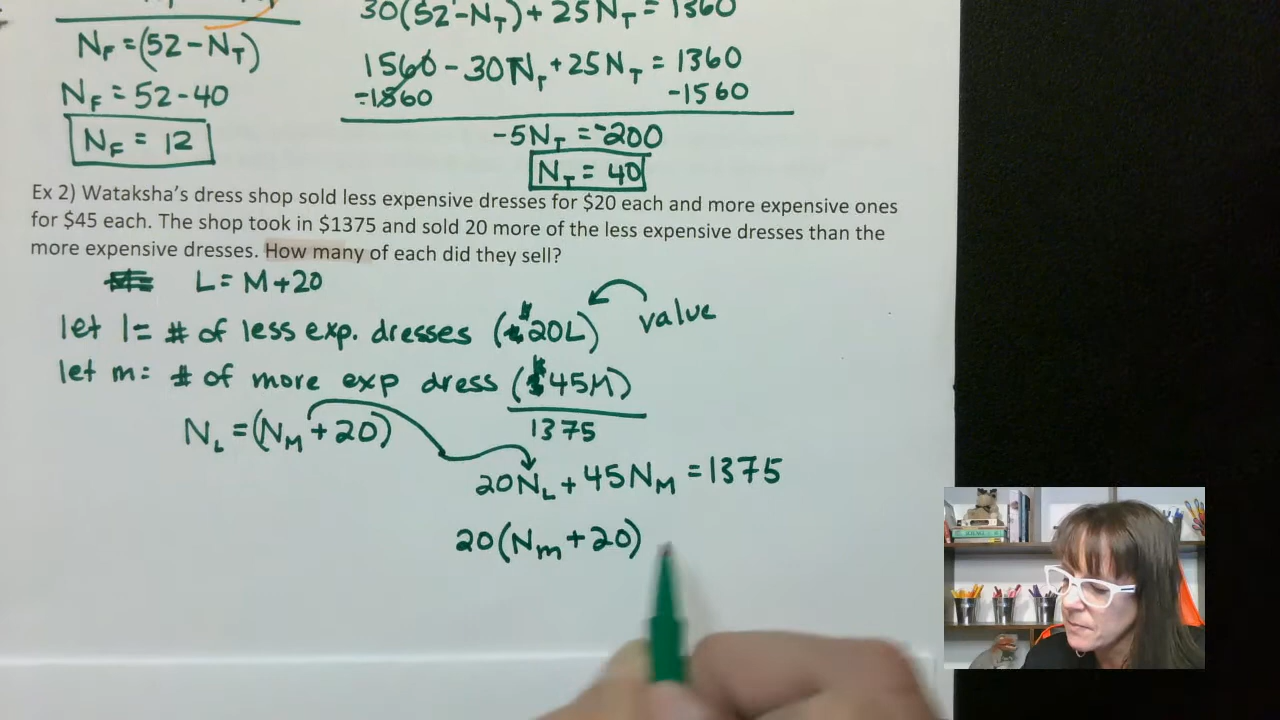 30(52-N_T) + 25N_T = 1360
N_F = (52-N_T)
1560 - 30N_T + 25N_T = 1360
N_F = 52-40
-1560 -1560
N_F = 12
-5N_T = -200
N_T = 40
Ex 2) Wataksha's dress shop sold less expensive dresses for $20 each and more expensive ones
for $45 each. The shop took in $1375 and sold 20 more of the less expensive dresses than the
more expensive dresses. How many of each did they sell?
L = M+20
let l = # of less exp. dresses ($20L) value
let m = # of more exp dress ($45M)
N_L = (N_M + 20) 1375
20N_L + 45N_M = 1375
20(N_m + 20)